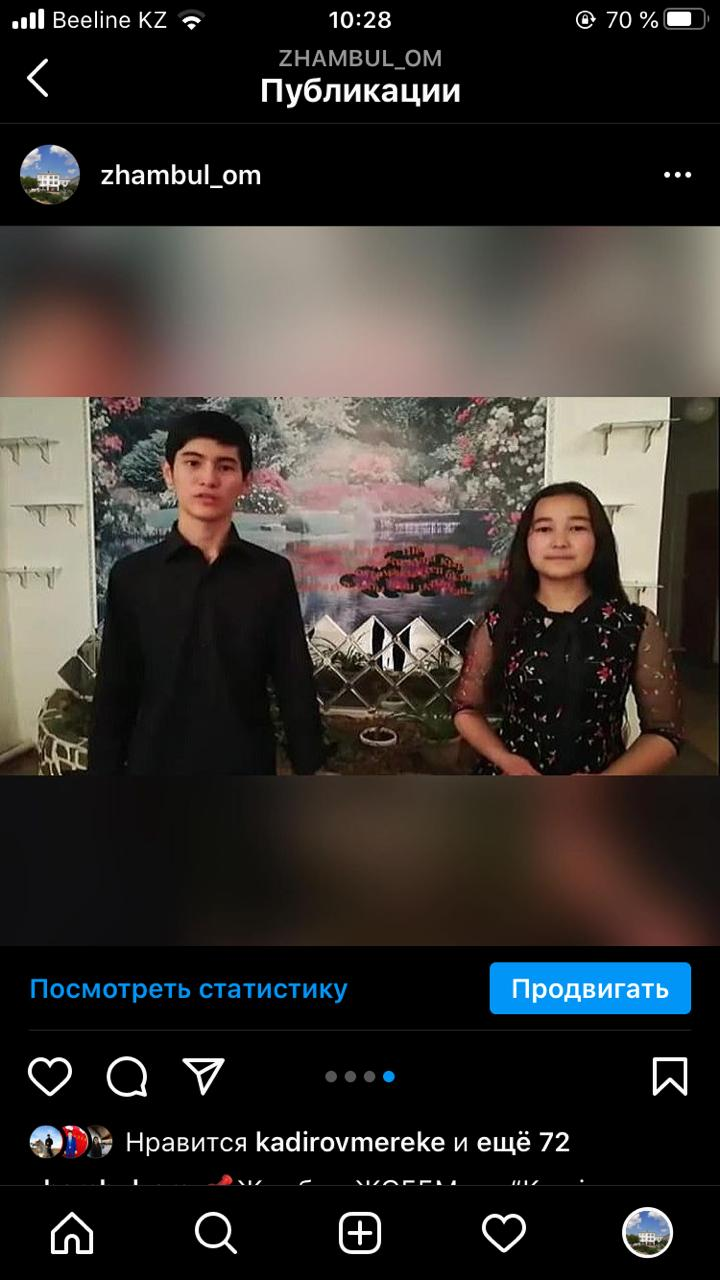 Beeline KZ 10:28 70 %
ZHAMBUL_OM
Публикации
zhambul_om
Посмотреть статистику
Продвигать
Нравится kadirovmereke и ещё 72